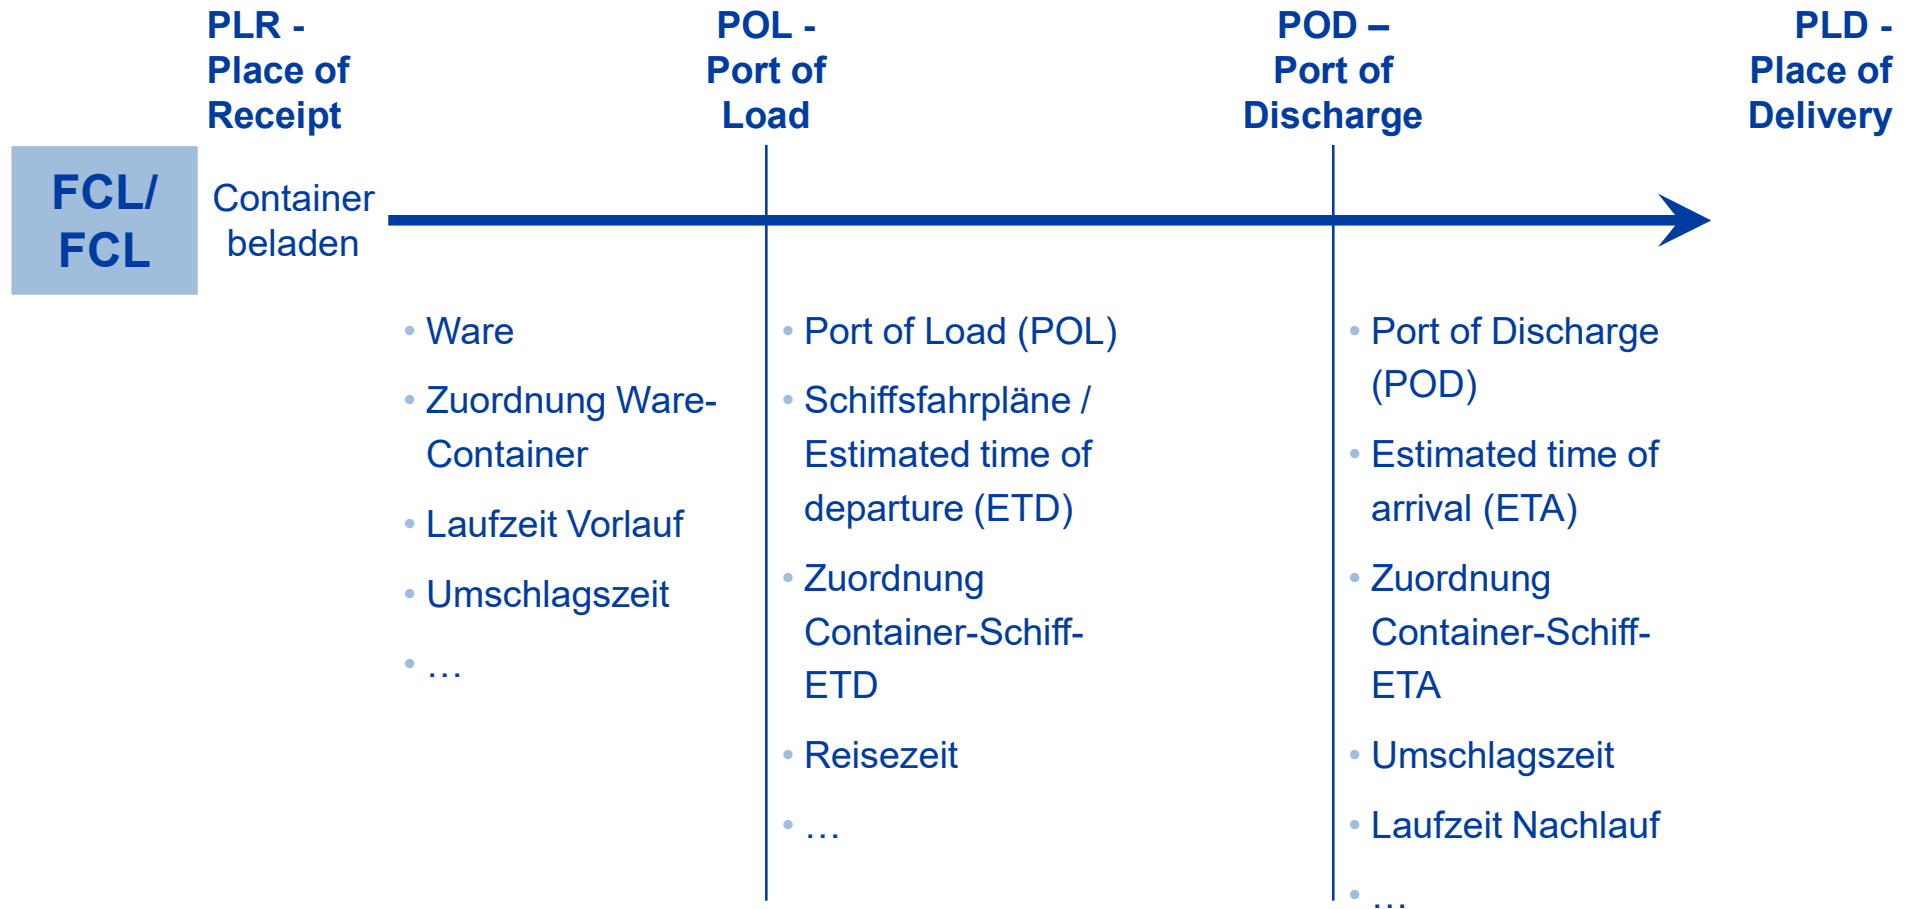 PLR -
Place of
Receipt
POL -
Port of
Load
POD –
Port of
Discharge
PLD -
Place of
Delivery
FCL/
FCL
Container
beladen
• Ware
• Zuordnung Ware-
Container
• Laufzeit Vorlauf
• Umschlagszeit
• …
• Port of Load (POL)
• Schiffsfahrpläne /
Estimated time of
departure (ETD)
• Zuordnung
Container-Schiff-
ETD
• Reisezeit
• …
• Port of Discharge
(POD)
• Estimated time of
arrival (ETA)
• Zuordnung
Container-Schiff-
ETA
• Umschlagszeit
• Laufzeit Nachlauf
• …